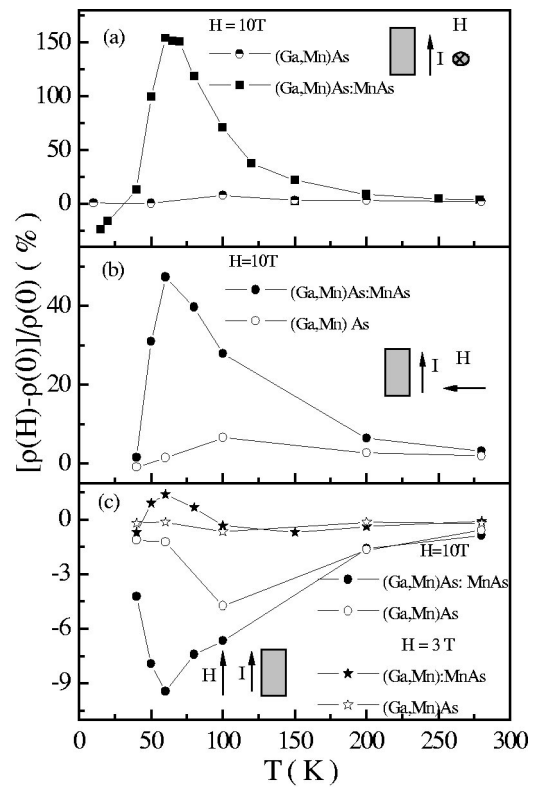 (a)
H = 10T
(Ga,Mn)As
(Ga,Mn)As:MnAs
H
I
150
100
50
0
(b)
H=10T
(Ga,Mn)As:MnAs
(Ga,Mn) As
I
H
40
20
0
[ρ(H)-ρ(0)]/ρ(0) ( % )
(c)
0
-3
-6
-9
H=10T
(Ga,Mn)As: MnAs
(Ga,Mn)As
H = 3 T
(Ga,Mn):MnAs
(Ga,Mn)As
H
I
0 50 100 150 200 250 300
T ( K )